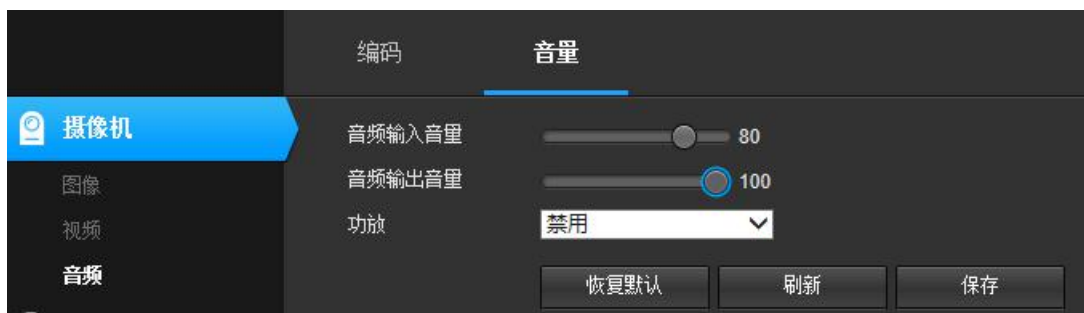 编码 音量
摄像机
图像
视频
音频
音频输入音量 80
音频输出音量 100
功放 禁用
恢复默认 刷新 保存